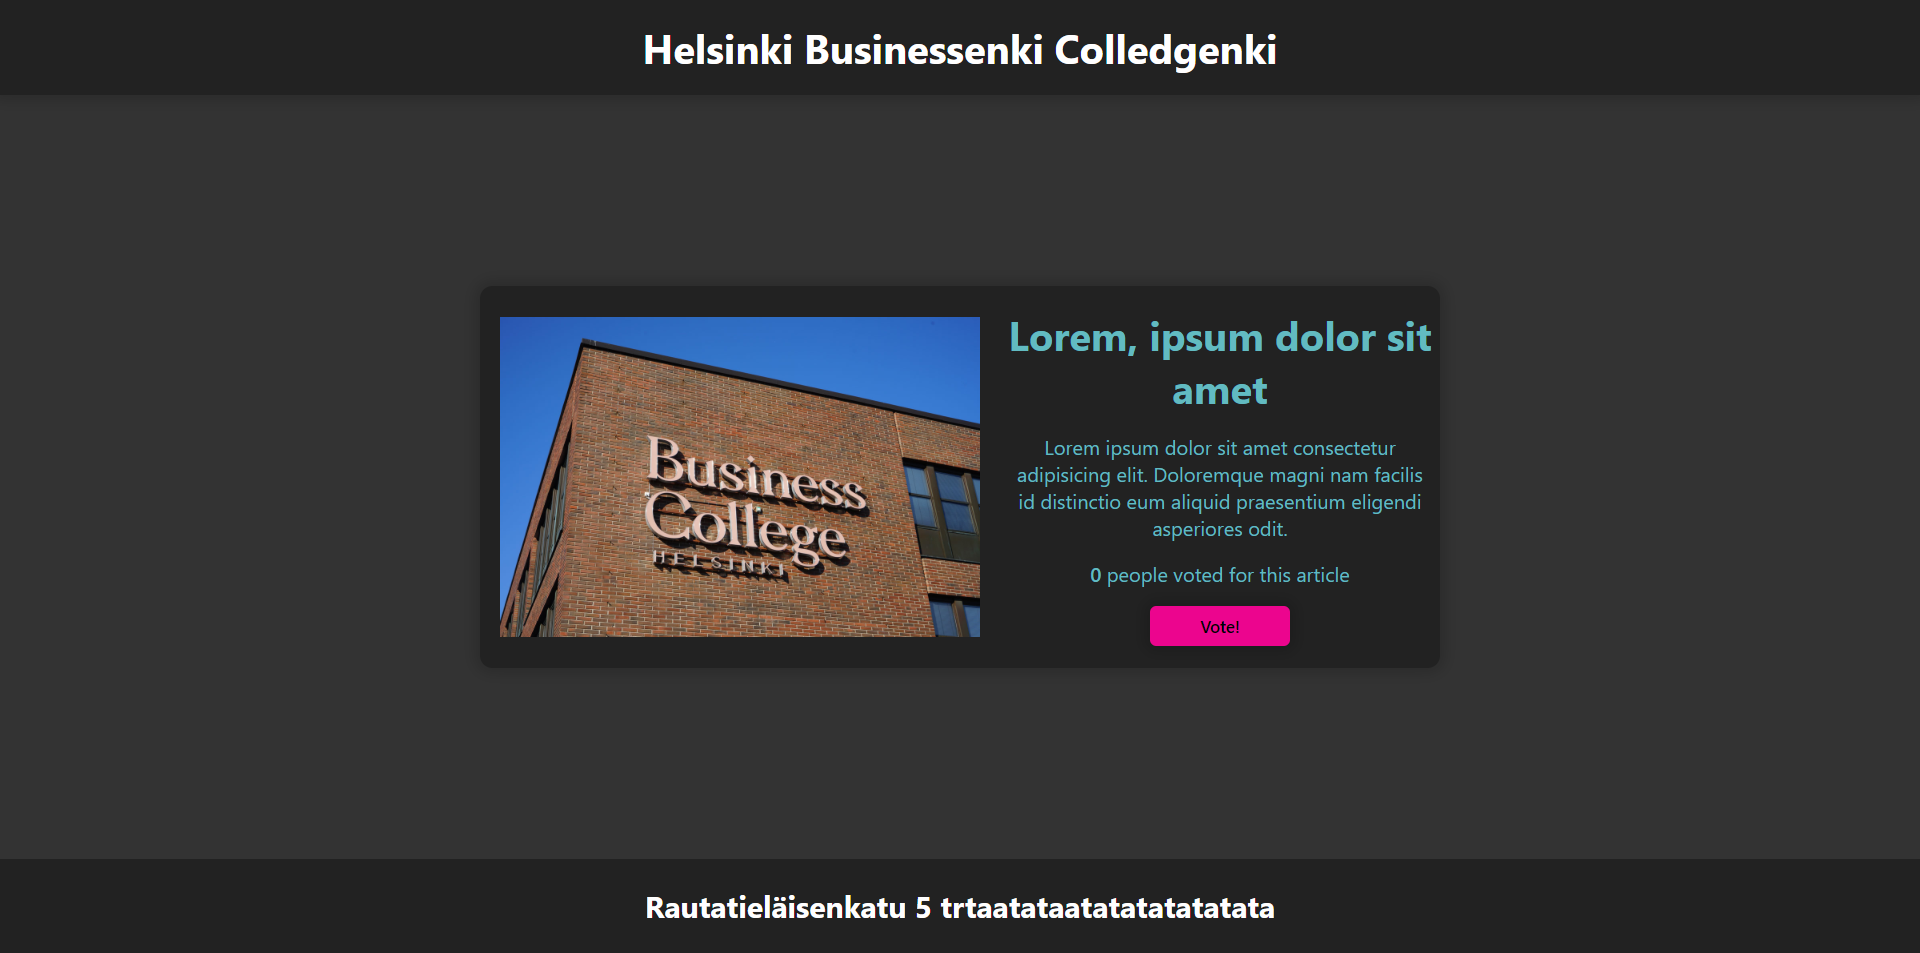 Helsinki Businessenki Colledgenki
Business
College
HELSINKI
Lorem, ipsum dolor sit
amet
Lorem ipsum dolor sit amet consectetur
adipisicing elit. Doloremque magni nam facilis
id distinctio eum aliquid praesentium eligendi
asperiores odit.
0 people voted for this article
Vote!
Rautatieläisenkatu 5 trtaatataatatatatatatata